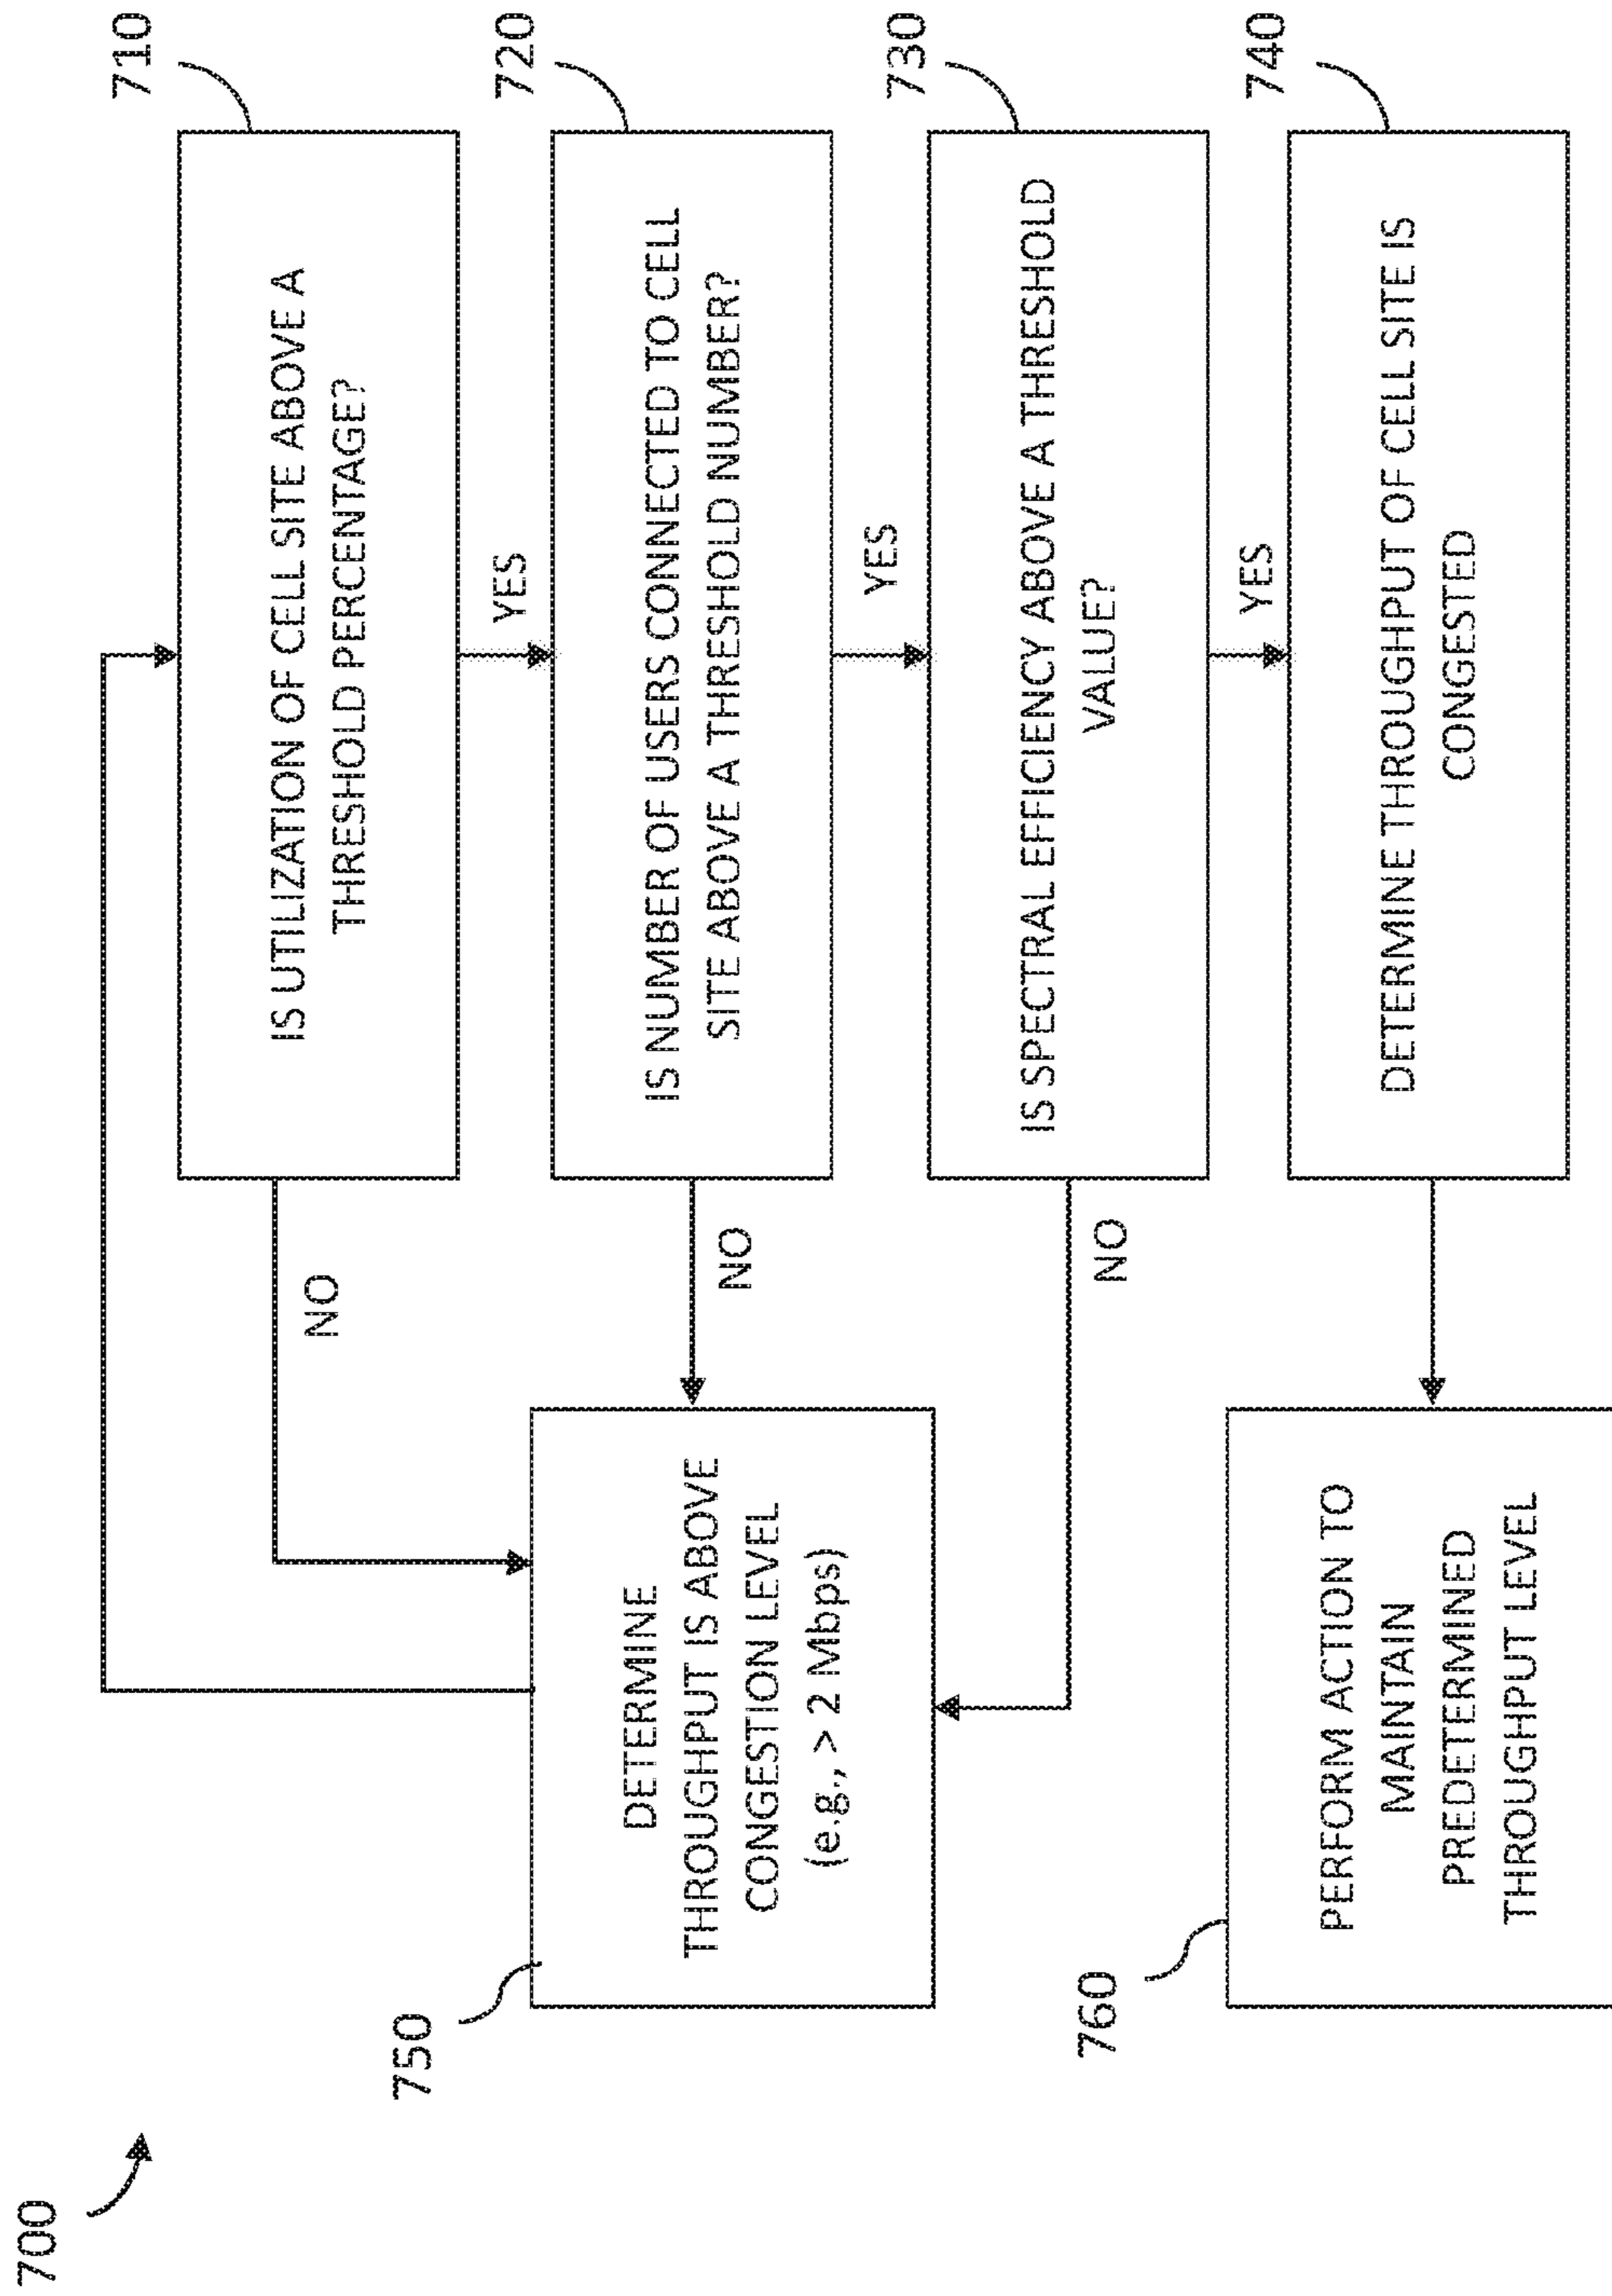 700
710
IS UTILIZATION OF CELL SITE ABOVE A
THRESHOLD PERCENTAGE?
NO
YES
720
IS NUMBER OF USERS CONNECTED TO CELL
SITE ABOVE A THRESHOLD NUMBER?
NO
YES
750
DETERMINE
THROUGHPUT IS ABOVE
CONGESTION LEVEL
(e.g., > 2 Mbps)
730
IS SPECTRAL EFFICIENCY ABOVE A THRESHOLD
VALUE?
NO
YES
740
DETERMINE THROUGHPUT OF CELL SITE IS
CONGESTED
760
PERFORM ACTION TO
MAINTAIN
PREDETERMINED
THROUGHPUT LEVEL